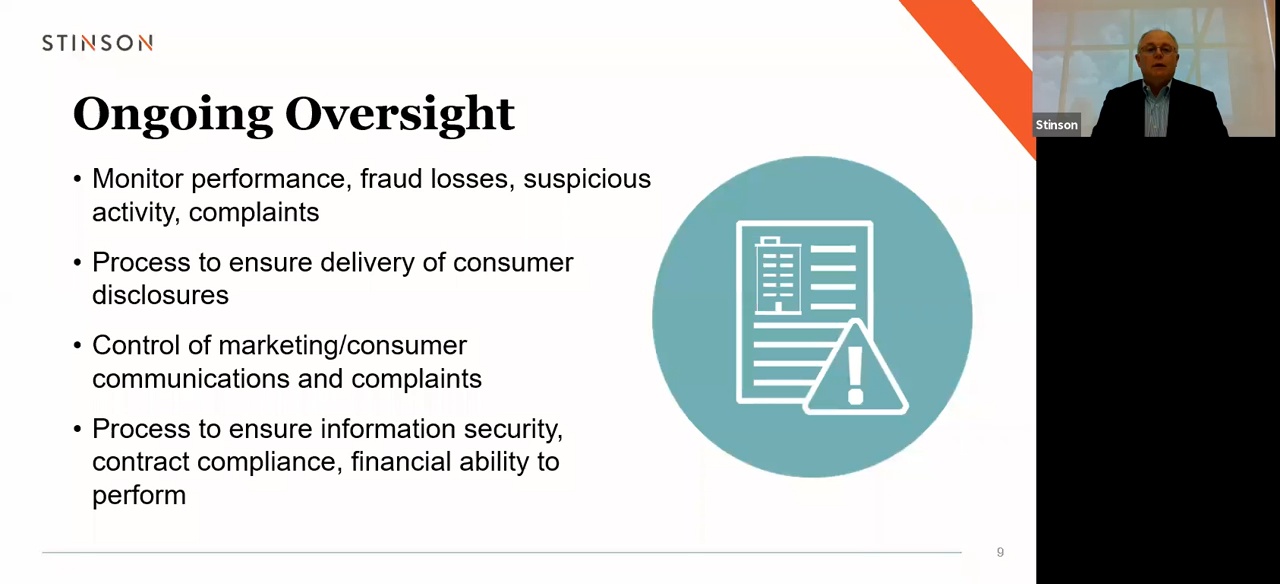 STINSON
Ongoing Oversight
• Monitor performance, fraud losses, suspicious
activity, complaints
• Process to ensure delivery of consumer
disclosures
• Control of marketing/consumer
communications and complaints
• Process to ensure information security,
contract compliance, financial ability to
perform
9
Stinson